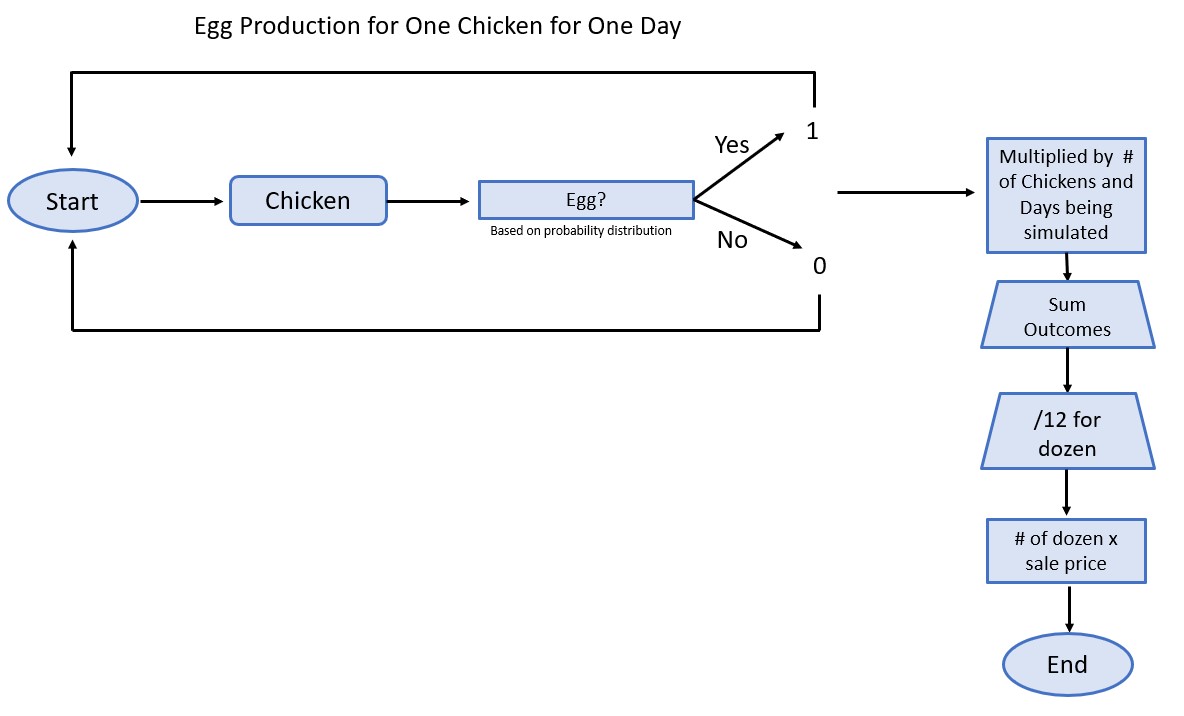 Egg Production for One Chicken for One Day
Start
Chicken
Egg?
Based on probability distribution
Yes
1
No
0
Multiplied by #
of Chickens and
Days being
simulated
Sum
Outcomes
/12 for
dozen
# of dozen x
sale price
End